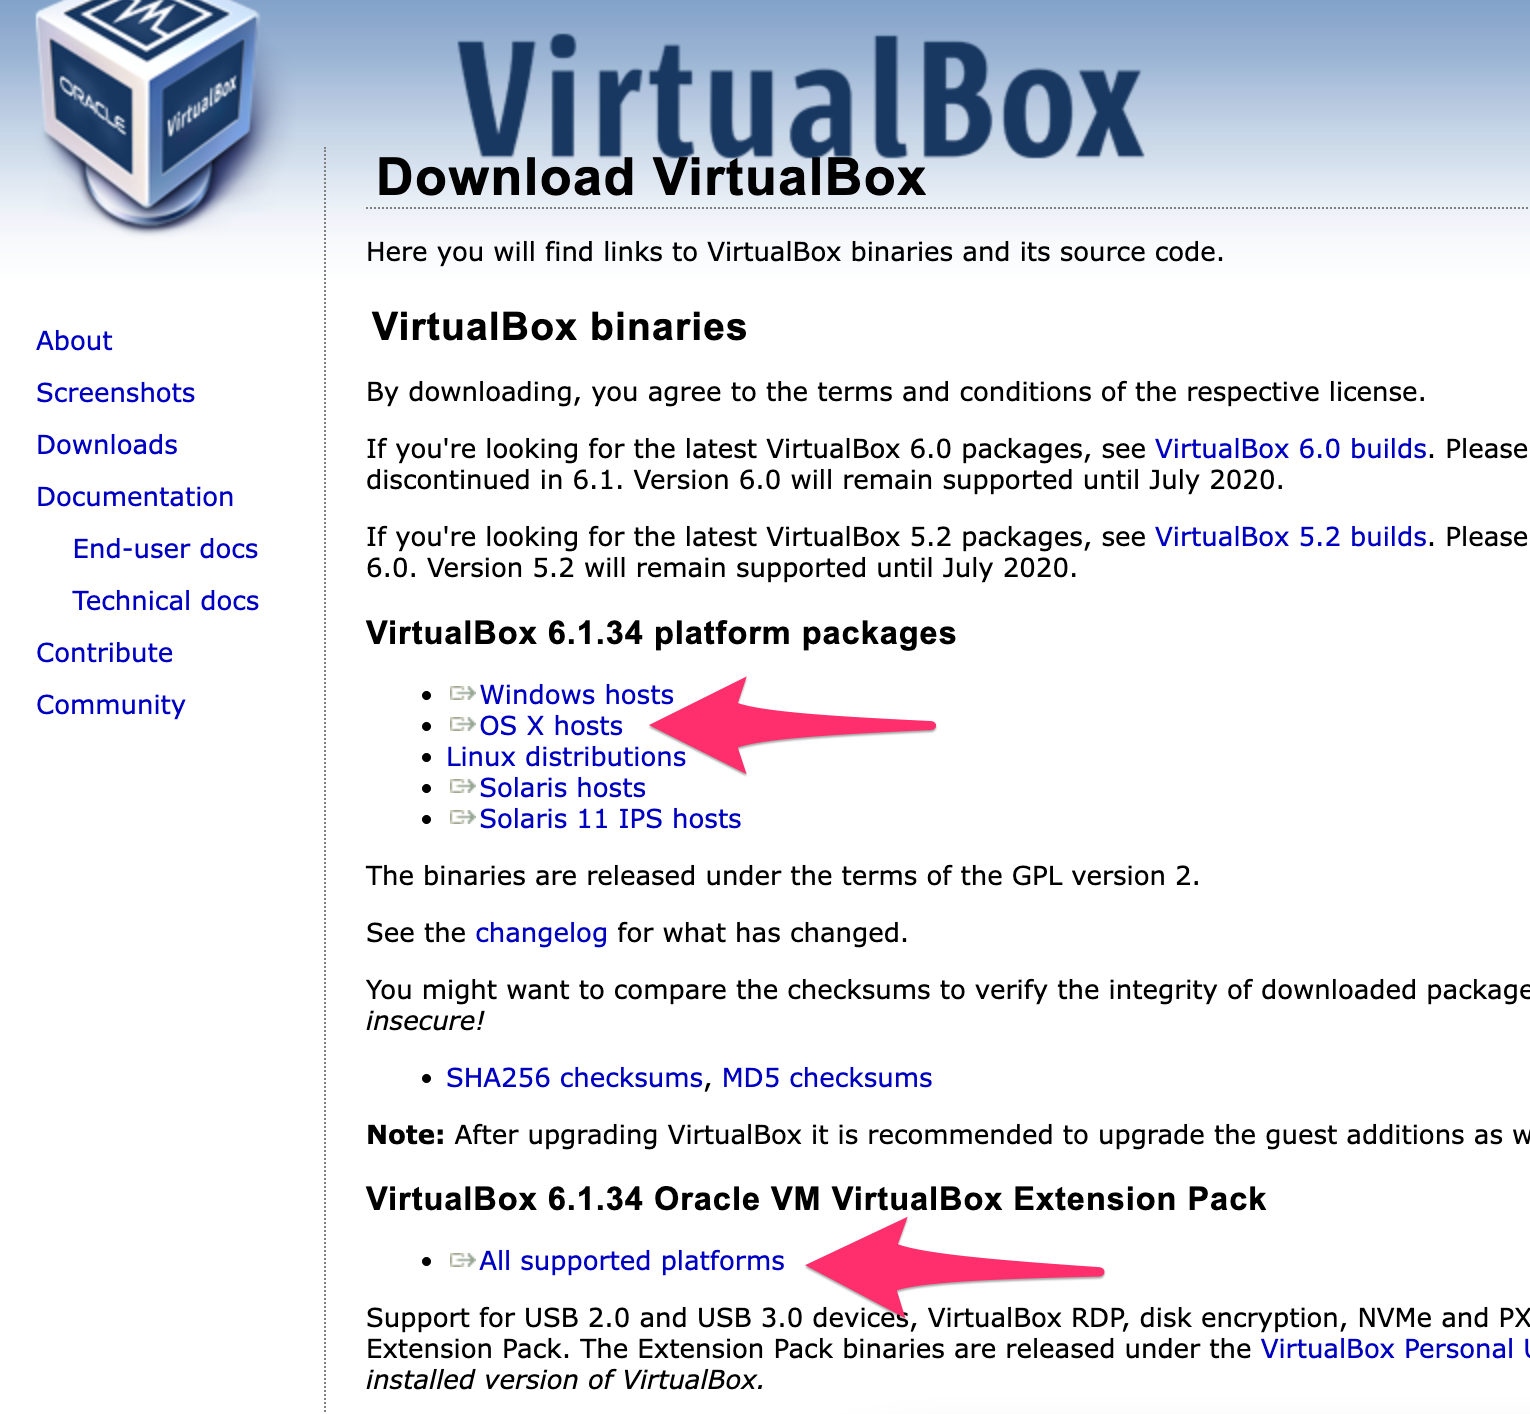 ORACLE
VirtualBox
VirtualBox
Download VirtualBox
Here you will find links to VirtualBox binaries and its source code.
About
Screenshots
Downloads
Documentation
End-user docs
Technical docs
Contribute
Community
VirtualBox binaries
By downloading, you agree to the terms and conditions of the respective license.
If you're looking for the latest VirtualBox 6.0 packages, see VirtualBox 6.0 builds. Please
discontinued in 6.1. Version 6.0 will remain supported until July 2020.
If you're looking for the latest VirtualBox 5.2 packages, see VirtualBox 5.2 builds. Please
6.0. Version 5.2 will remain supported until July 2020.
VirtualBox 6.1.34 platform packages
Windows hosts
OS X hosts
Linux distributions
Solaris hosts
Solaris 11 IPS hosts
The binaries are released under the terms of the GPL version 2.
See the changelog for what has changed.
You might want to compare the checksums to verify the integrity of downloaded package
insecure!
SHA256 checksums, MD5 checksums
Note: After upgrading VirtualBox it is recommended to upgrade the guest additions as w
VirtualBox 6.1.34 Oracle VM VirtualBox Extension Pack
All supported platforms
Support for USB 2.0 and USB 3.0 devices, VirtualBox RDP, disk encryption, NVMe and PX
Extension Pack. The Extension Pack binaries are released under the VirtualBox Personal U
installed version of VirtualBox.